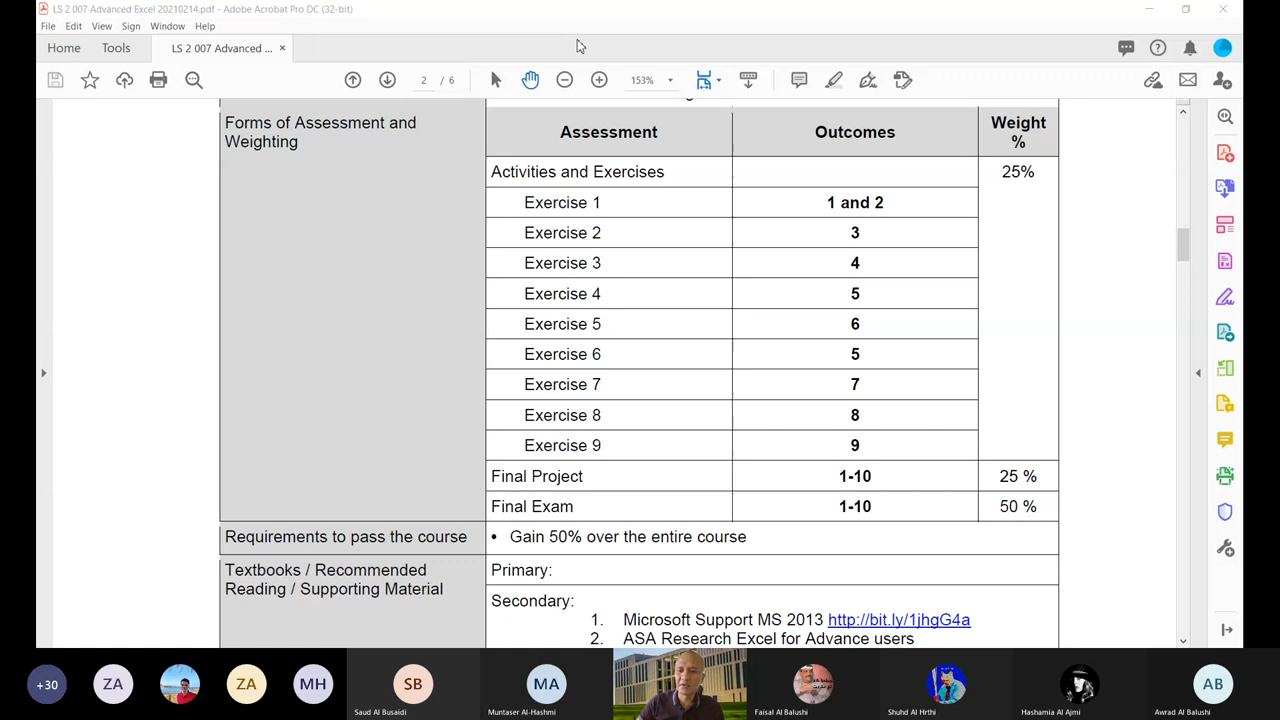 LS 2 007 Advanced Excel 20210214.pdf - Adobe Acrobat Pro DC (32-bit)
File Edit View Sign Window Help
Home Tools LS 2 007 Advanced ... ×
2 / 6 153%
Forms of Assessment and
Weighting
Assessment Outcomes Weight
%
Activities and Exercises 25%
Exercise 1 1 and 2
Exercise 2 3
Exercise 3 4
Exercise 4 5
Exercise 5 6
Exercise 6 5
Exercise 7 7
Exercise 8 8
Exercise 9 9
Final Project 1-10 25 %
Final Exam 1-10 50 %
Requirements to pass the course • Gain 50% over the entire course
Textbooks / Recommended
Reading / Supporting Material
Primary:
Secondary:
1. Microsoft Support MS 2013 http://bit.ly/1jhgG4a
2. ASA Research Excel for Advance users
+30 ZA ZA MH SB MA AB
Saud Al Busaidi Muntaser Al-Hashmi Faisal Al Balushi Shuhd Al Hrthi Hashamia Al Ajmi Awrad Al Balushi